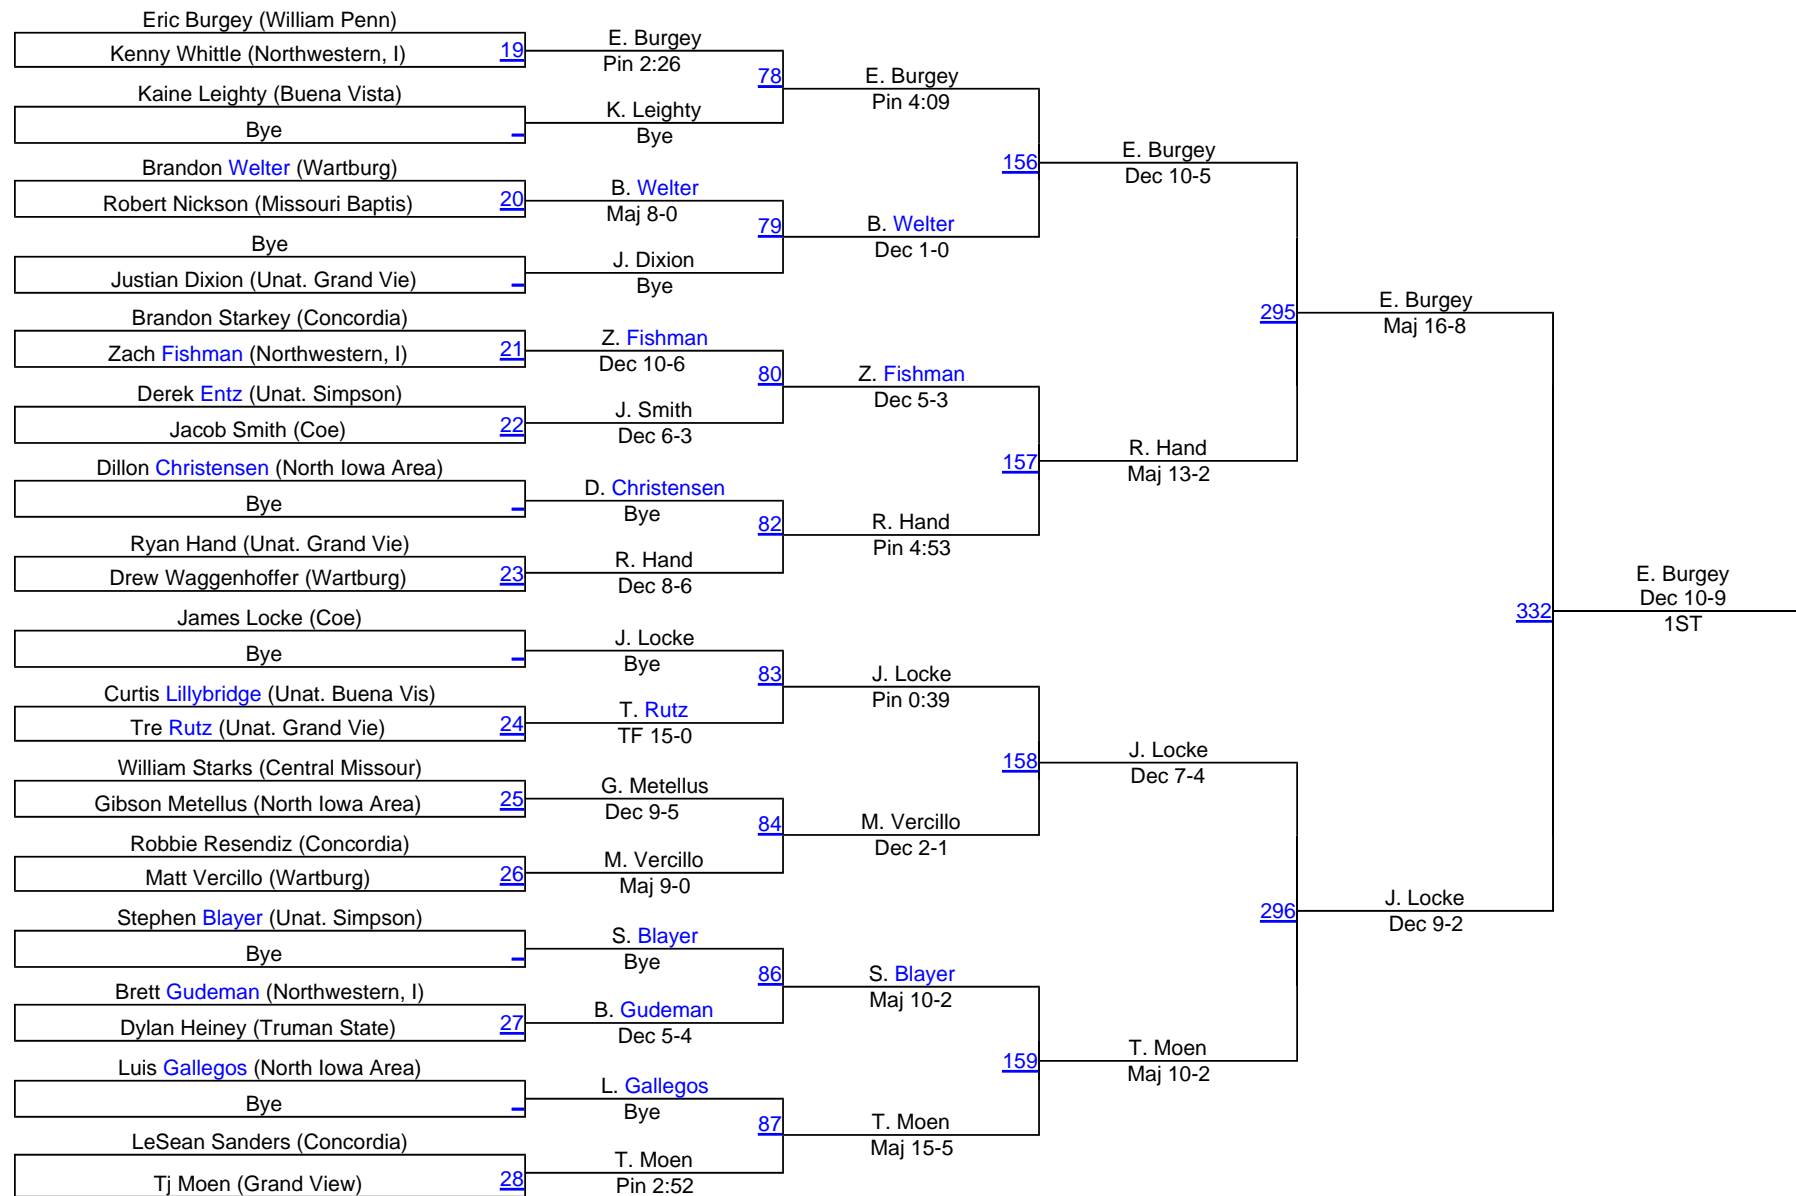 Eric Burgey (William Penn)
Kenny Whittle (Northwestern, I) 19
Kaine Leighty (Buena Vista)
Bye
Brandon Welter (Wartburg)
Robert Nickson (Missouri Baptis) 20
Bye
Justian Dixion (Unat. Grand Vie)
Brandon Starkey (Concordia)
Zach Fishman (Northwestern, I) 21
Derek Entz (Unat. Simpson)
Jacob Smith (Coe) 22
Dillon Christensen (North Iowa Area)
Bye
Ryan Hand (Unat. Grand Vie)
Drew Waggenhoffer (Wartburg) 23
James Locke (Coe)
Bye
Curtis Lillybridge (Unat. Buena Vis)
Tre Rutz (Unat. Grand Vie) 24
William Starks (Central Missour)
Gibson Metellus (North Iowa Area) 25
Robbie Resendiz (Concordia)
Matt Vercillo (Wartburg) 26
Stephen Blayer (Unat. Simpson)
Bye
Brett Gudeman (Northwestern, I)
Dylan Heiney (Truman State) 27
Luis Gallegos (North Iowa Area)
Bye
LeSean Sanders (Concordia)
Tj Moen (Grand View) 28
E. Burgey
Pin 2:26
78
K. Leighty
Bye
B. Welter
Maj 8-0
79
J. Dixion
Bye
Z. Fishman
Dec 10-6
80
J. Smith
Dec 6-3
D. Christensen
Bye
82
R. Hand
Dec 8-6
J. Locke
Bye
83
T. Rutz
TF 15-0
G. Metellus
Dec 9-5
84
M. Vercillo
Maj 9-0
S. Blayer
Bye
86
B. Gudeman
Dec 5-4
L. Gallegos
Bye
87
T. Moen
Pin 2:52
E. Burgey
Pin 4:09
156
B. Welter
Dec 1-0
Z. Fishman
Dec 5-3
157
R. Hand
Pin 4:53
J. Locke
Pin 0:39
158
M. Vercillo
Dec 2-1
S. Blayer
Maj 10-2
159
T. Moen
Maj 15-5
E. Burgey
Dec 10-5
295
R. Hand
Maj 13-2
J. Locke
Dec 7-4
296
T. Moen
Maj 10-2
E. Burgey
Maj 16-8
332
J. Locke
Dec 9-2
E. Burgey
Dec 10-9
1ST